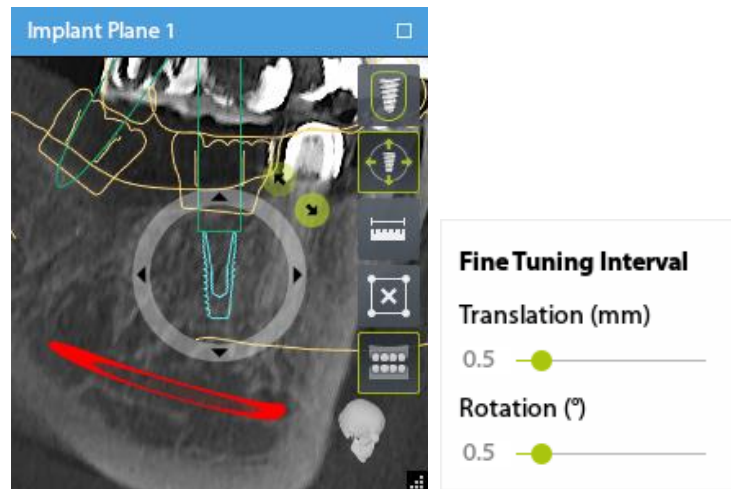 Implant Plane 1
Fine Tuning Interval
Translation (mm)
0.5
Rotation (°)
0.5